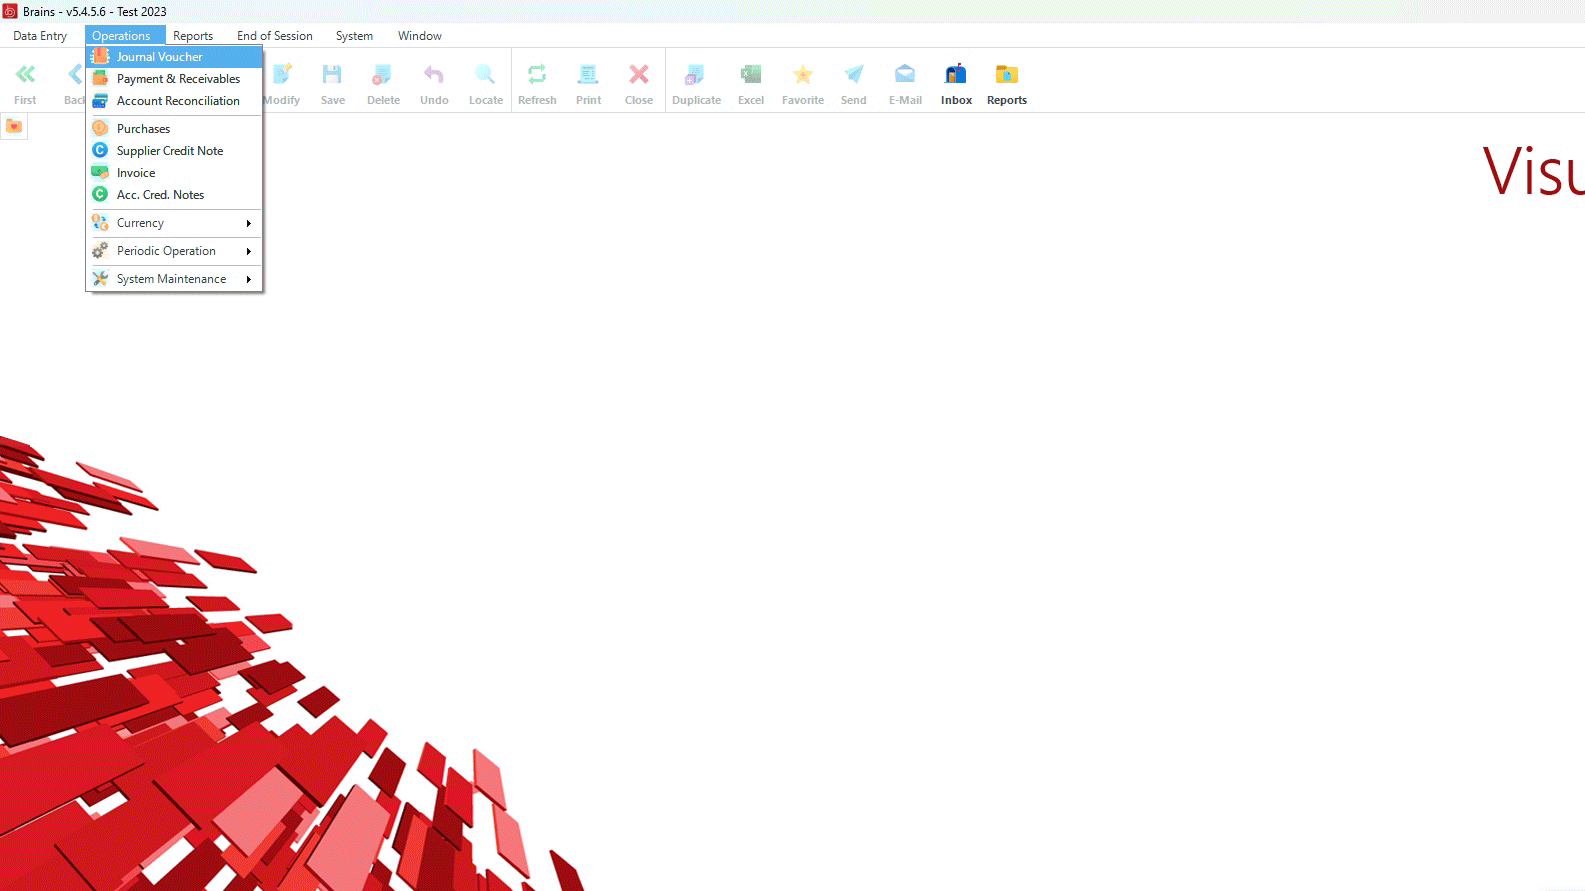 Brains - v5.4.5.6 - Test 2023
Data Entry Operations Reports End of Session System Window
First Back Modify Save Delete Undo Locate Refresh Print Close Duplicate Excel Favorite Send E-Mail Inbox Reports
Journal Voucher
Payment & Receivables
Account Reconciliation
Purchases
Supplier Credit Note
Invoice
Acc. Cred. Notes
Currency
Periodic Operation
System Maintenance
Visu